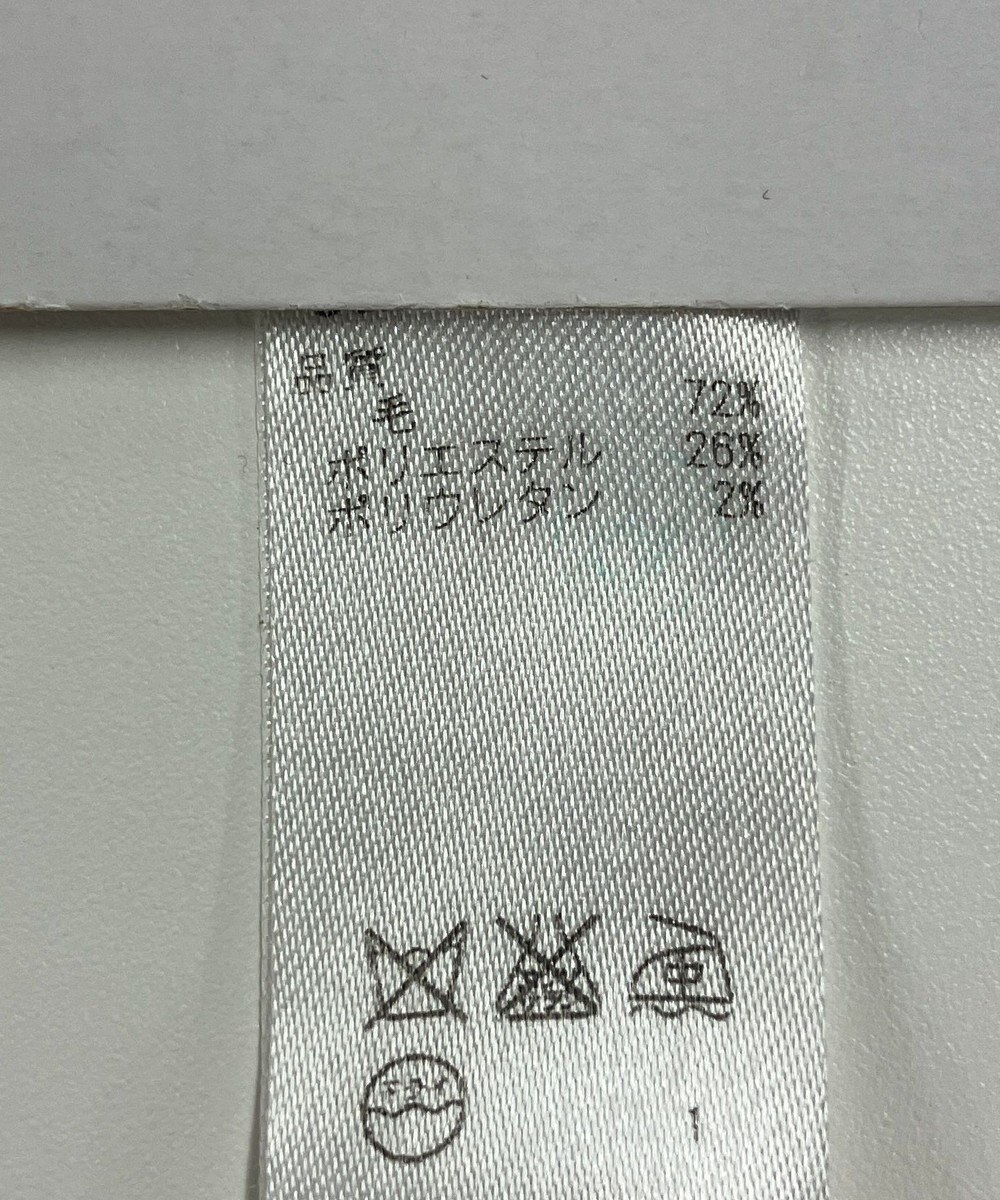 品質
毛 72%
ポリエステル 26%
ポリウレタン 2%
中
ドライ
1